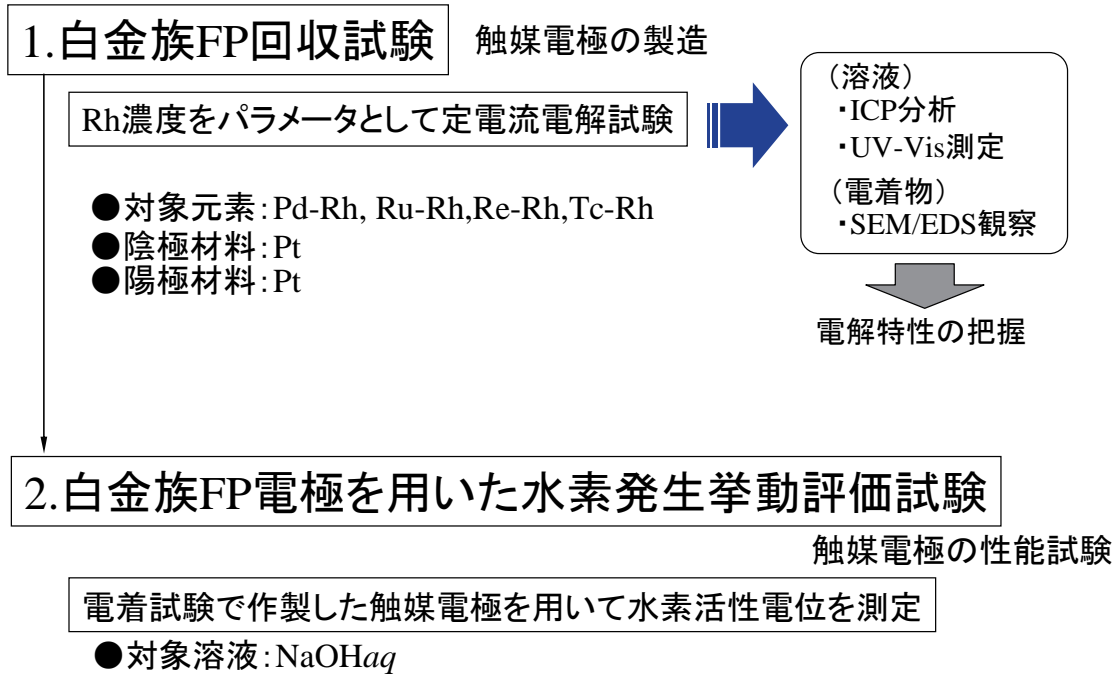 1.白金族FP回収試験
触媒電極の製造
Rh濃度をパラメータとして定電流電解試験
●対象元素:Pd-Rh, Ru-Rh,Re-Rh,Tc-Rh
●陰極材料:Pt
●陽極材料:Pt
(溶液)
・ICP分析
・UV-Vis測定
(電着物)
・SEM/EDS観察
電解特性の把握
2.白金族FP電極を用いた水素発生挙動評価試験
触媒電極の性能試験
電着試験で作製した触媒電極を用いて水素活性電位を測定
●対象溶液:NaOHaq